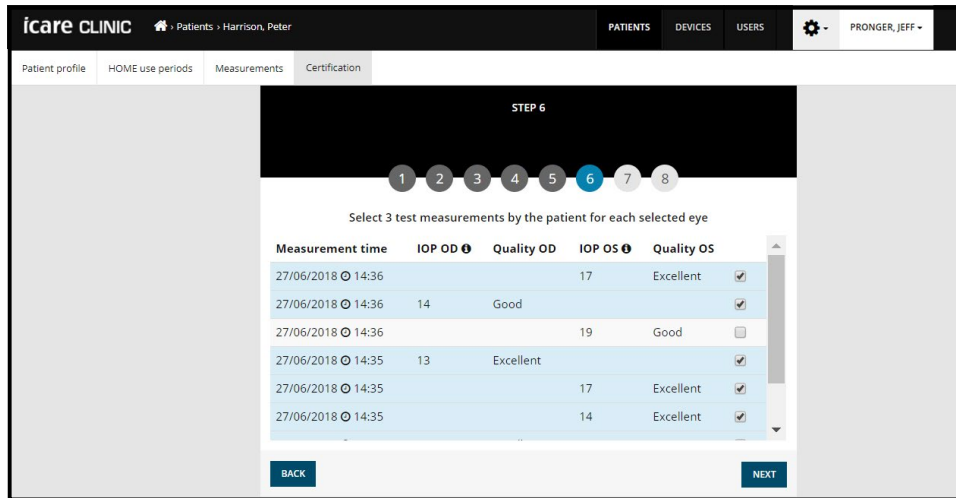 icare CLINIC › Patients › Harrison, Peter PATIENTS DEVICES USERS PRONGER, JEFF
Patient profile HOME use periods Measurements Certification
STEP 6
1 2 3 4 5 6 7 8
Select 3 test measurements by the patient for each selected eye
Measurement time IOP OD Quality OD IOP OS Quality OS
27/06/2018 14:36 17 Excellent
27/06/2018 14:36 14 Good
27/06/2018 14:36 19 Good
27/06/2018 14:35 13 Excellent
27/06/2018 14:35 17 Excellent
27/06/2018 14:35 14 Excellent
BACK NEXT